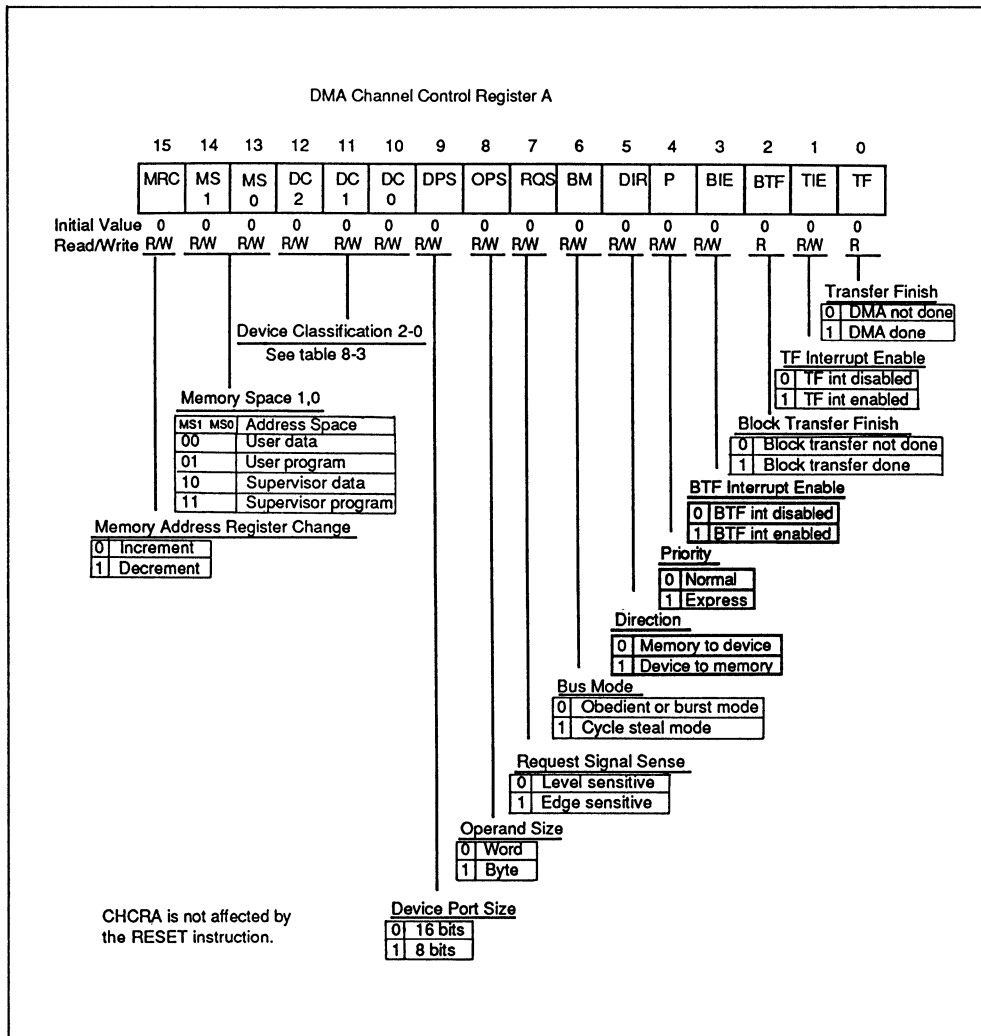 DMA Channel Control Register A
15 14 13 12 11 10 9 8 7 6 5 4 3 2 1 0
MRC MS 1 MS 0 DC 2 DC 1 DC 0 DPS OPS RQS BM DIR P BIE BTF TIE TF
Initial Value 0 0 0 0 0 0 0 0 0 0 0 0 0 0 0 0
Read/Write R/W R/W R/W R/W R/W R/W R/W R/W R/W R/W R/W R/W R/W R R/W R
Transfer Finish
0 DMA not done
1 DMA done
Device Classification 2-0
See table 8-3
TF Interrupt Enable
0 TF int disabled
1 TF int enabled
Memory Space 1,0
MS1 MS0 Address Space
00 User data
01 User program
10 Supervisor data
11 Supervisor program
Block Transfer Finish
0 Block transfer not done
1 Block transfer done
BTF Interrupt Enable
0 BTF int disabled
1 BTF int enabled
Memory Address Register Change
0 Increment
1 Decrement
Priority
0 Normal
1 Express
Direction
0 Memory to device
1 Device to memory
Bus Mode
0 Obedient or burst mode
1 Cycle steal mode
Request Signal Sense
0 Level sensitive
1 Edge sensitive
Operand Size
0 Word
1 Byte
Device Port Size
0 16 bits
1 8 bits
CHCRA is not affected by
the RESET instruction.